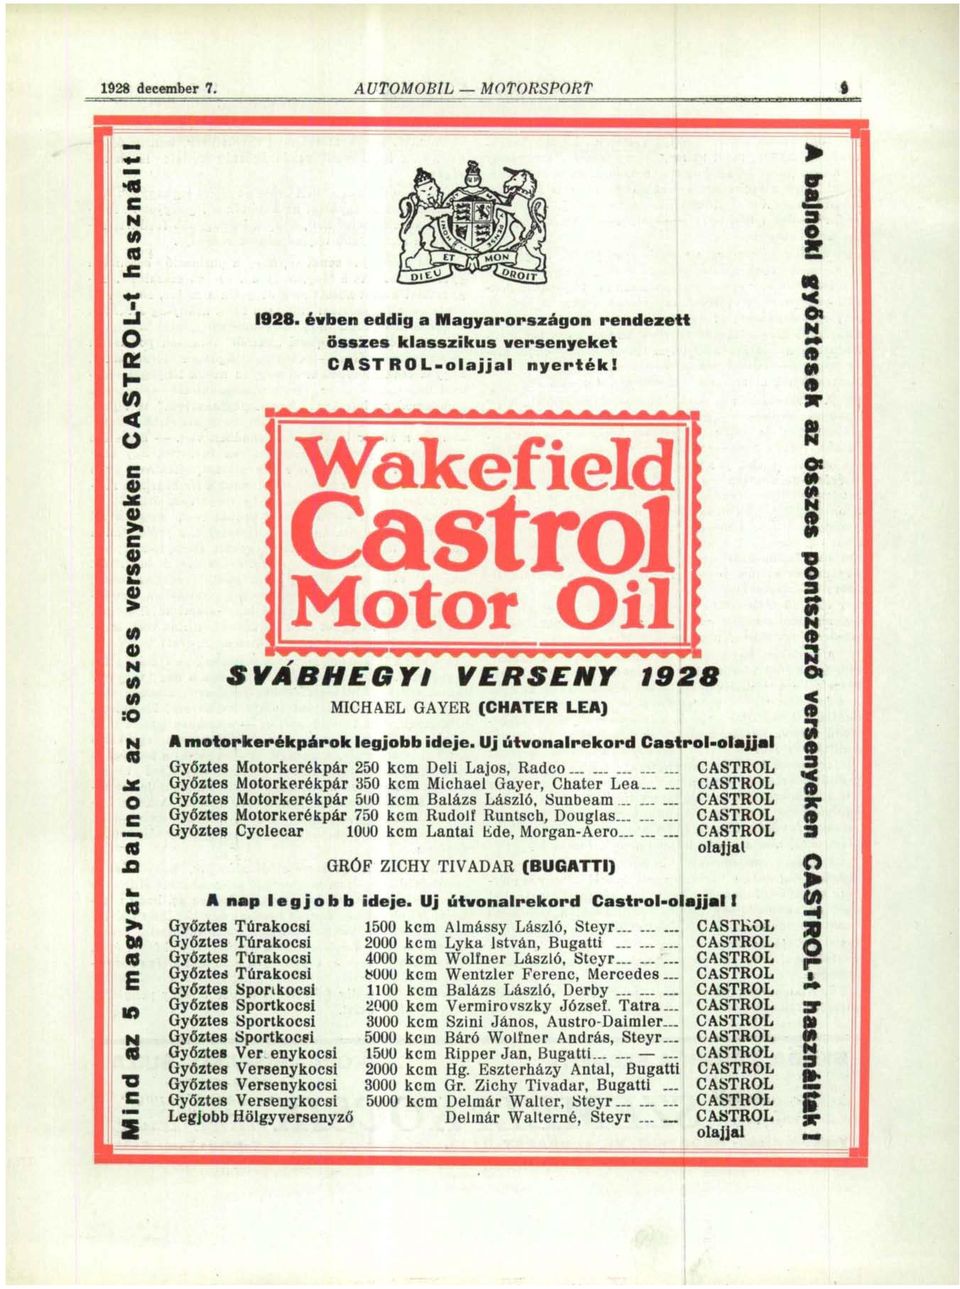 1928 december 7. AUTOMOBIL — MOTORSPORT 9
Mind az 5 magyar bajnok az összes versenyeken CASTROL-t használt!
DIEU ET MON DROIT
1928. évben eddig a Magyarországon rendezett
összes klasszikus versenyeket
CASTROL-olajjal nyerték!
Wakefield
Castrol
Motor Oil
SVÁBHEGYI VERSENY 1928
MICHAEL GAYER (CHATER LEA)
A motorkerékpárok legjobb ideje. Uj útvonalrekord Castrol-olajjal
Győztes Motorkerékpár 250 kcm Deli Lajos, Radco CASTROL
Győztes Motorkerékpár 350 kcm Michael Gayer, Chater Lea CASTROL
Győztes Motorkerékpár 500 kcm Balázs László, Sunbeam CASTROL
Győztes Motorkerékpár 750 kcm Rudolf Runtsch, Douglas CASTROL
Győztes Cyclecar 1000 kcm Lantai Ede, Morgan-Aero CASTROL
olajjal
GRÓF ZICHY TIVADAR (BUGATTI)
A nap legjobb ideje. Uj útvonalrekord Castrol-olajjal!
Győztes Túrakocsi 1500 kcm Almássy László, Steyr CASTROL
Győztes Túrakocsi 2000 kcm Lyka István, Bugatti CASTROL
Győztes Túrakocsi 4000 kcm Wolfner László, Steyr CASTROL
Győztes Túrakocsi 8000 kcm Wentzler Ferenc, Mercedes CASTROL
Győztes Sportkocsi 1100 kcm Balázs László, Derby CASTROL
Győztes Sportkocsi 2000 kcm Vermirovszky József. Tatra CASTROL
Győztes Sportkocsi 3000 kcm Szini János, Austro-Daimler CASTROL
Győztes Sportkocsi 5000 kcm Báró Wolfner András, Steyr CASTROL
Győztes Versenykocsi 1500 kcm Ripper Jan, Bugatti CASTROL
Győztes Versenykocsi 2000 kcm Hg. Eszterházy Antal, Bugatti CASTROL
Győztes Versenykocsi 3000 kcm Gr. Zichy Tivadar, Bugatti CASTROL
Győztes Versenykocsi 5000 kcm Delmár Walter, Steyr CASTROL
Legjobb Hölgyversenyző Delmár Walterné, Steyr CASTROL
olajjal
A bajnoki győztesek az összes pontszerző versenyeken CASTROL-t használtak!